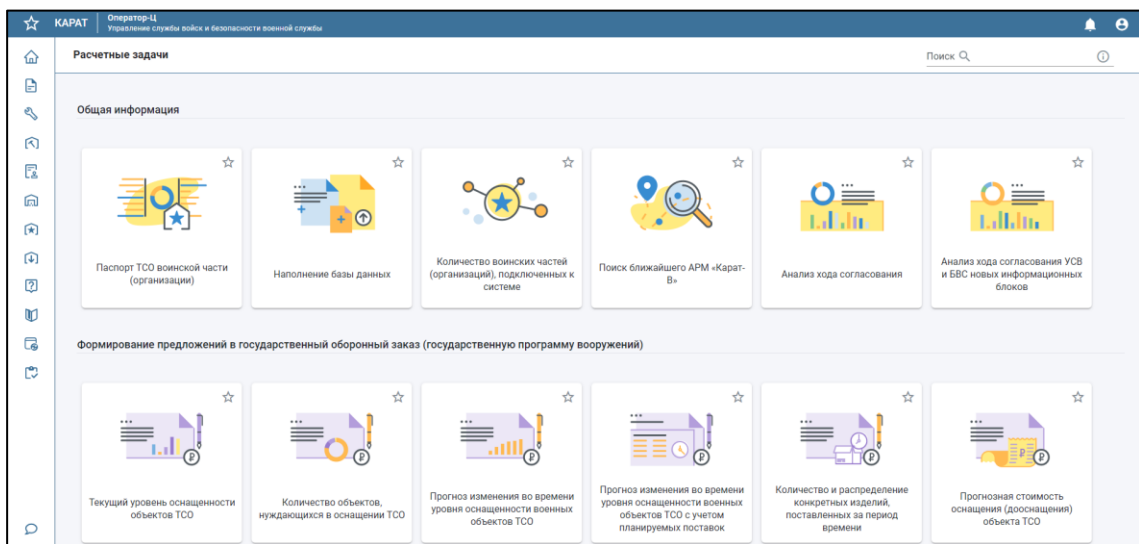 КАРАТ
Оператор-Ц
Управление службы войск и безопасности военной службы
Расчетные задачи
Поиск
Общая информация
Паспорт ТСО воинской части
(организации)
Наполнение базы данных
Количество воинских частей
(организаций), подключенных к
системе
Поиск ближайшего АРМ «Карат-
В»
Анализ хода согласования
Анализ хода согласования УСВ
и БВС новых информационных
блоков
Формирование предложений в государственный оборонный заказ (государственную программу вооружений)
Текущий уровень оснащенности
объектов ТСО
Количество объектов,
нуждающихся в оснащении ТСО
Прогноз изменения во времени
уровня оснащенности военных
объектов ТСО
Прогноз изменения во времени
уровня оснащенности военных
объектов ТСО с учетом
планируемых поставок
Количество и распределение
конкретных изделий,
поставленных за период
времени
Прогнозная стоимость
оснащения (дооснащения)
объекта ТСО